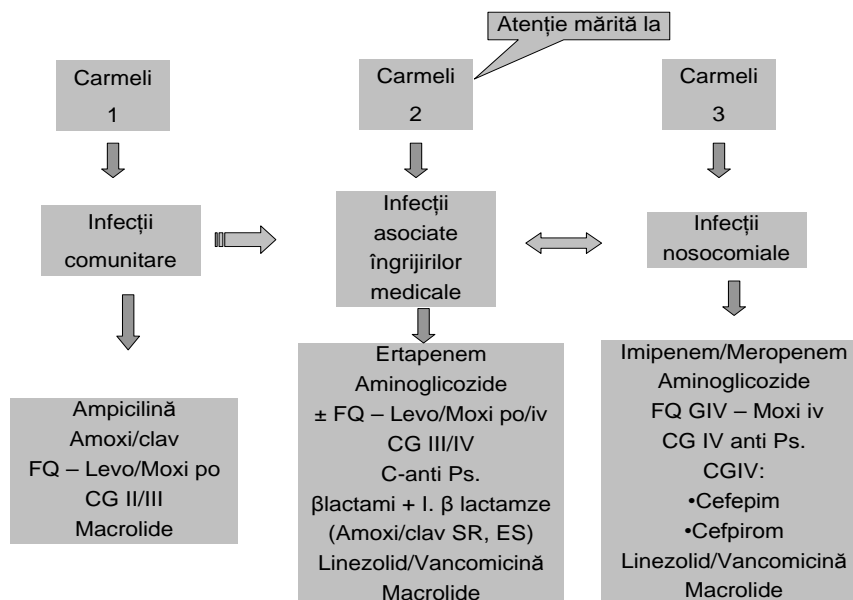 Atenție mărită la
Carmeli
1
Carmeli
2
Carmeli
3
Infecții
comunitare
Infecții
asociate
îngrijirilor
medicale
Infecții
nosocomiale
Ampicilină
Amoxi/clav
FQ – Levo/Moxi po
CG II/III
Macrolide
Ertapenem
Aminoglicozide
± FQ – Levo/Moxi po/iv
CG III/IV
C-anti Ps.
βlactami + I. β lactamze
(Amoxi/clav SR, ES)
Linezolid/Vancomicină
Macrolide
Imipenem/Meropenem
Aminoglicozide
FQ GIV – Moxi iv
CG IV anti Ps.
CGIV:
•Cefepim
•Cefpirom
Linezolid/Vancomicină
Macrolide